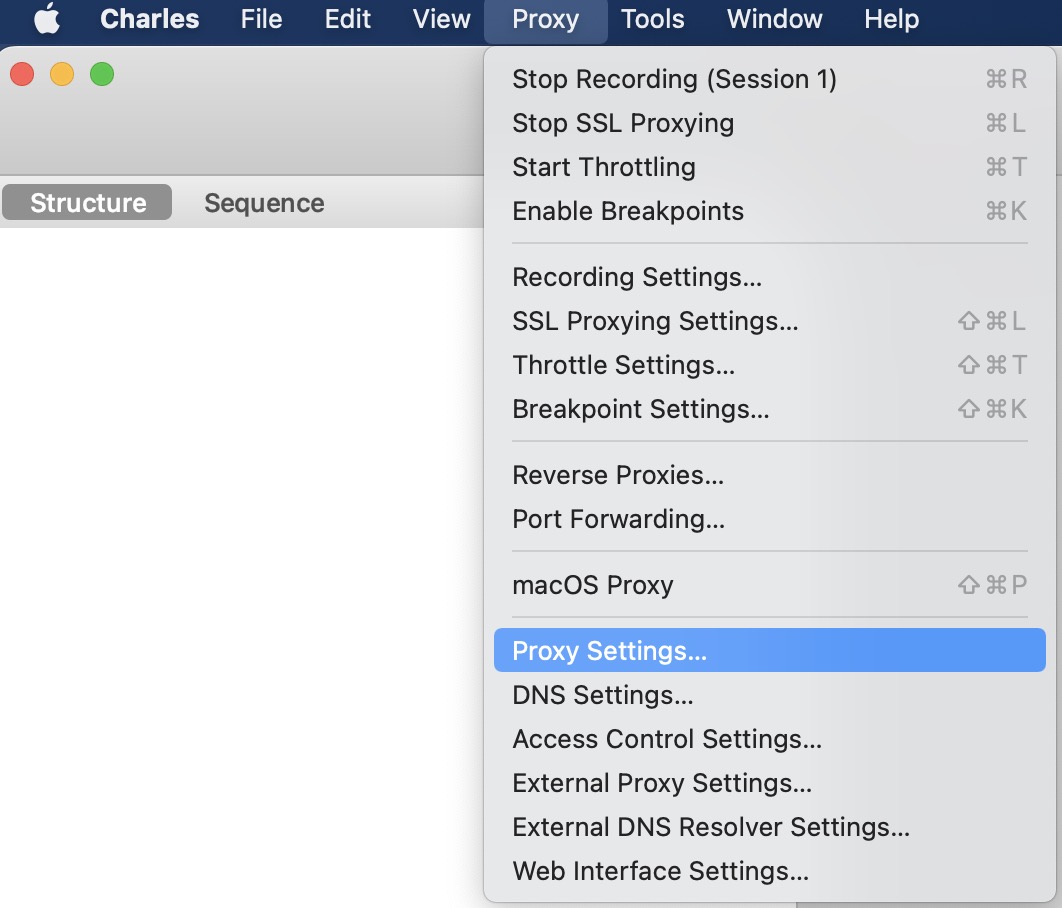 Charles File Edit View Proxy Tools Window Help
Structure Sequence
Stop Recording (Session 1) ⌘R
Stop SSL Proxying ⌘L
Start Throttling ⌘T
Enable Breakpoints ⌘K
Recording Settings...
SSL Proxying Settings... ⇧⌘L
Throttle Settings... ⇧⌘T
Breakpoint Settings... ⇧⌘K
Reverse Proxies...
Port Forwarding...
macOS Proxy ⇧⌘P
Proxy Settings...
DNS Settings...
Access Control Settings...
External Proxy Settings...
External DNS Resolver Settings...
Web Interface Settings...